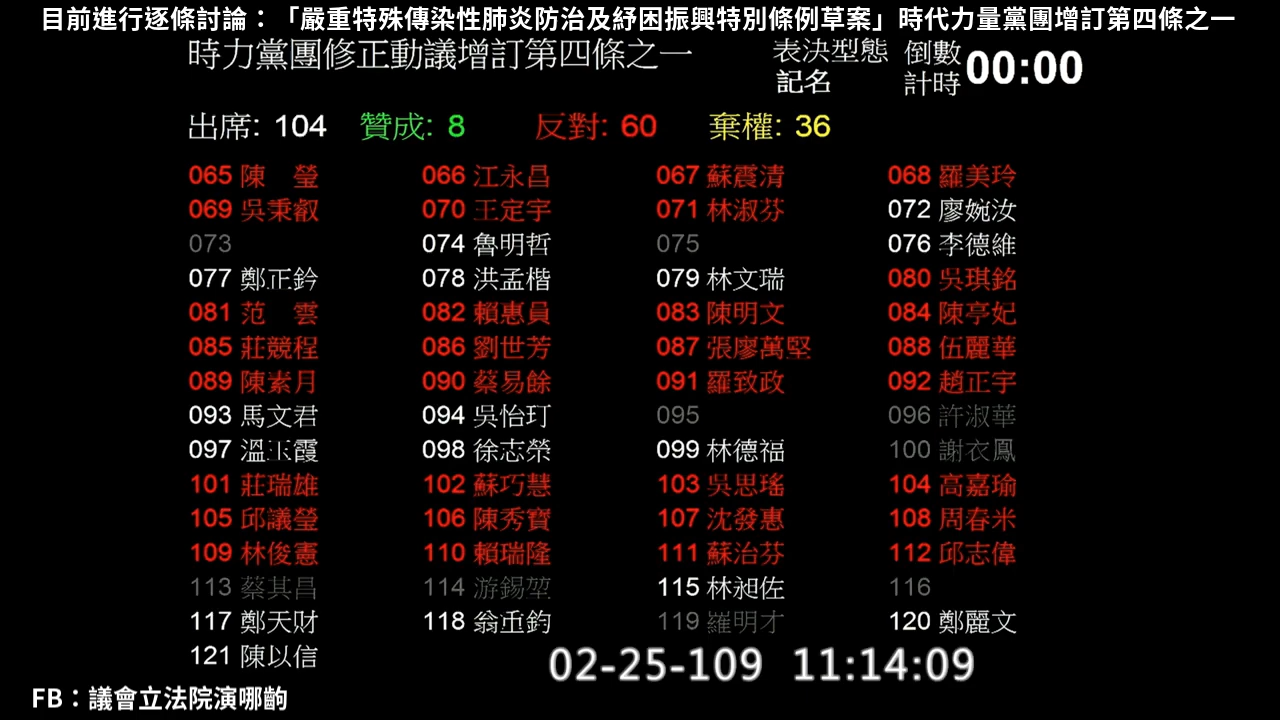 目前進行逐條討論：「嚴重特殊傳染性肺炎防治及紓困振興特別條例草案」時代力量黨團增訂第四條之一
時力黨團修正動議增訂第四條之一 表決型態 記名 倒數計時 00:00
出席: 104 贊成: 8 反對: 60 棄權: 36
065 陳 瑩 066 江永昌 067 蘇震清 068 羅美玲
069 吳秉叡 070 王定宇 071 林淑芬 072 廖婉汝
073 074 魯明哲 075 076 李德維
077 鄭正鈐 078 洪孟楷 079 林文瑞 080 吳琪銘
081 范 雲 082 賴惠員 083 陳明文 084 陳亭妃
085 莊競程 086 劉世芳 087 張廖萬堅 088 伍麗華
089 陳素月 090 蔡易餘 091 羅致政 092 趙正宇
093 馬文君 094 吳怡玎 095 096 許淑華
097 溫玉霞 098 徐志榮 099 林德福 100 謝衣鳳
101 莊瑞雄 102 蘇巧慧 103 吳思瑤 104 高嘉瑜
105 邱議瑩 106 陳秀寶 107 沈發惠 108 周春米
109 林俊憲 110 賴瑞隆 111 蘇治芬 112 邱志偉
113 蔡其昌 114 游錫堃 115 林昶佐 116
117 鄭天財 118 翁重鈞 119 羅明才 120 鄭麗文
121 陳以信 02-25-109 11:14:09
FB：議會立法院演哪齣